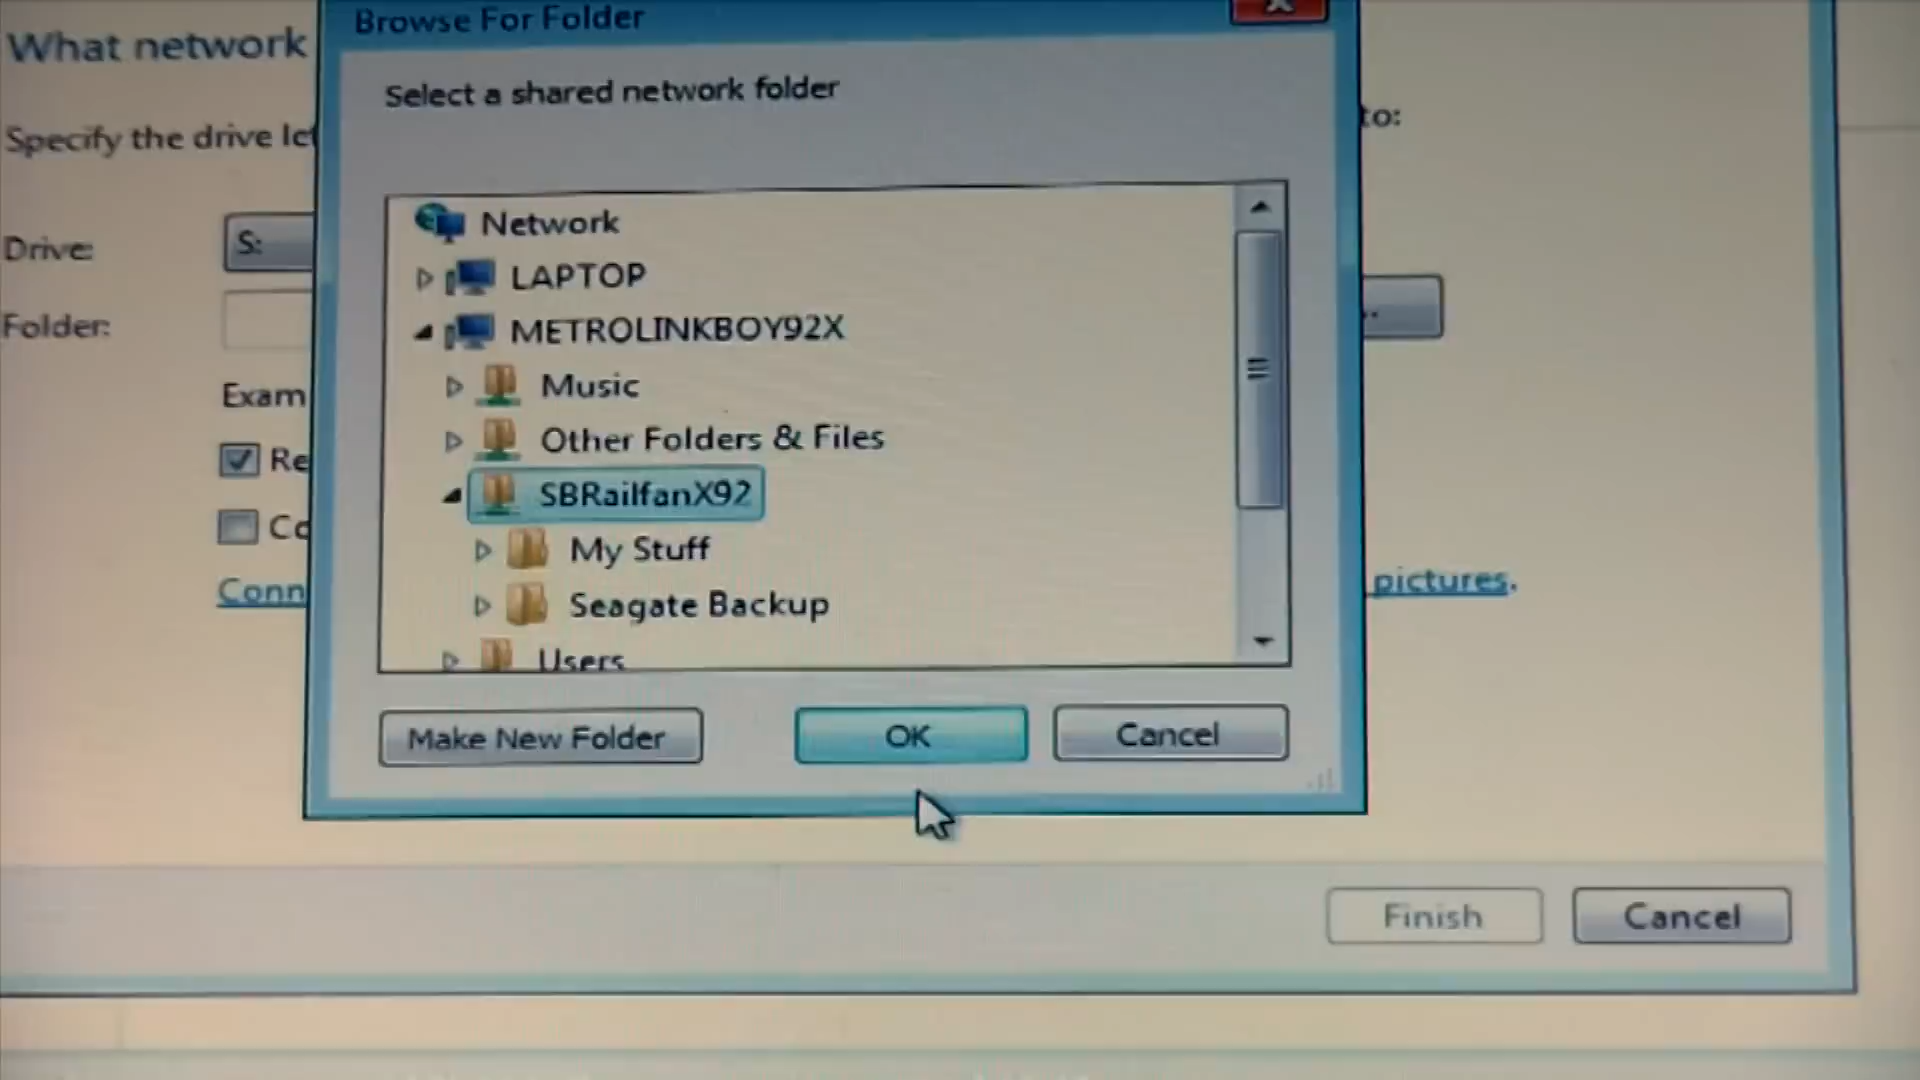 Browse For Folder
What network
Select a shared network folder
Specify the drive let
to:
Network
Drive:
S:
LAPTOP
Folder:
METROLINKBOY92X
Music
Exam
Other Folders & Files
Re
SBRailfanX92
Co
My Stuff
Conn
pictures.
Seagate Backup
Users
Make New Folder
OK
Cancel
Finish
Cancel